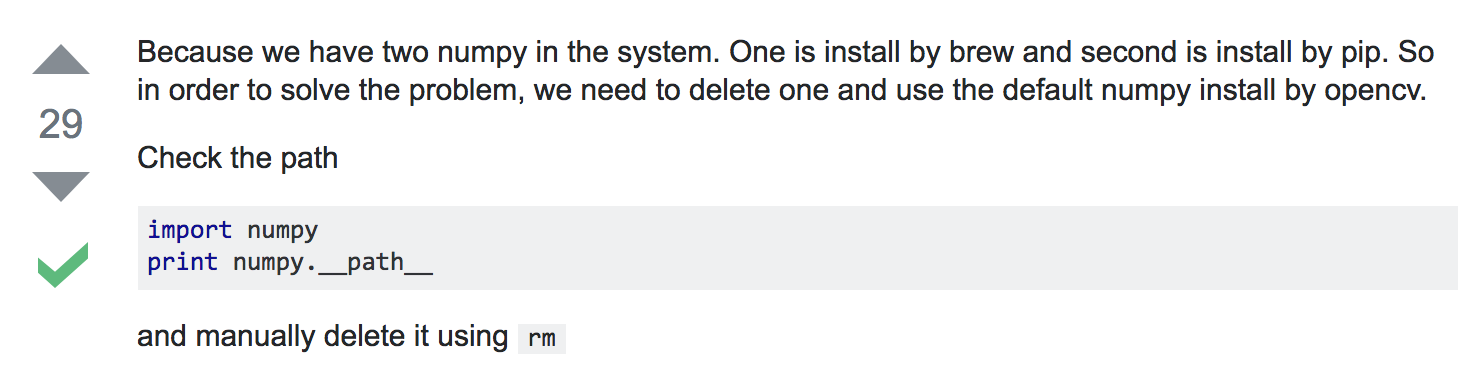 Because we have two numpy in the system. One is install by brew and second is install by pip. So
in order to solve the problem, we need to delete one and use the default numpy install by opencv.
29
Check the path
import numpy
print numpy.__path__
and manually delete it using rm